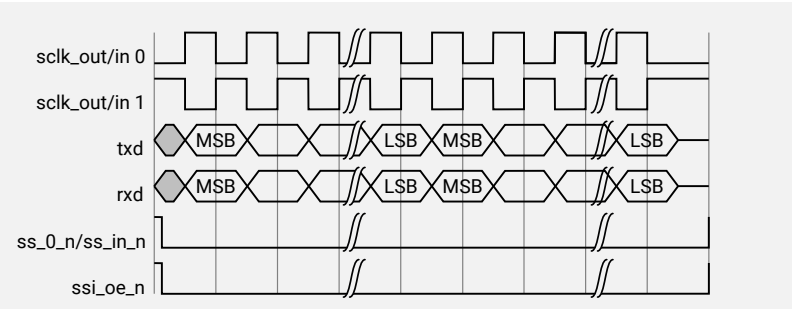 sclk_out/in 0
sclk_out/in 1
txd MSB LSB MSB LSB
rxd MSB LSB MSB LSB
ss_0_n/ss_in_n
ssi_oe_n